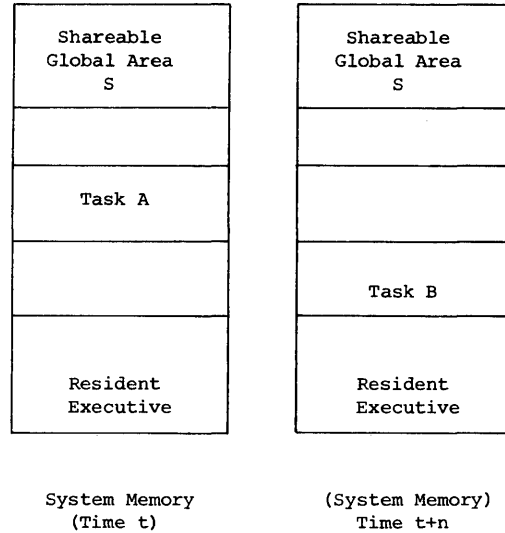 Shareable
Global Area
S
Task A
Resident
Executive
System Memory
(Time t)
Shareable
Global Area
S
Task B
Resident
Executive
(System Memory)
Time t+n